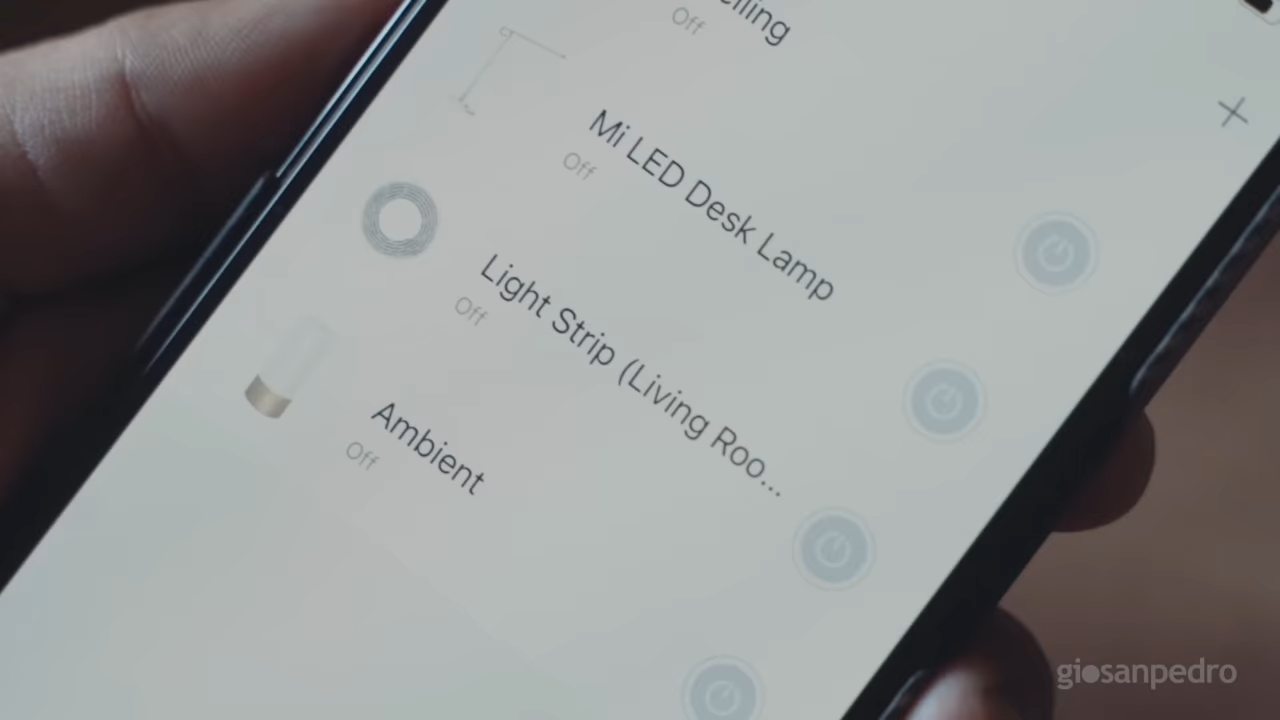 Off
Mi LED Desk Lamp
Off
Light Strip (Living Roo...
Off
Ambient
Off
giosanpedro